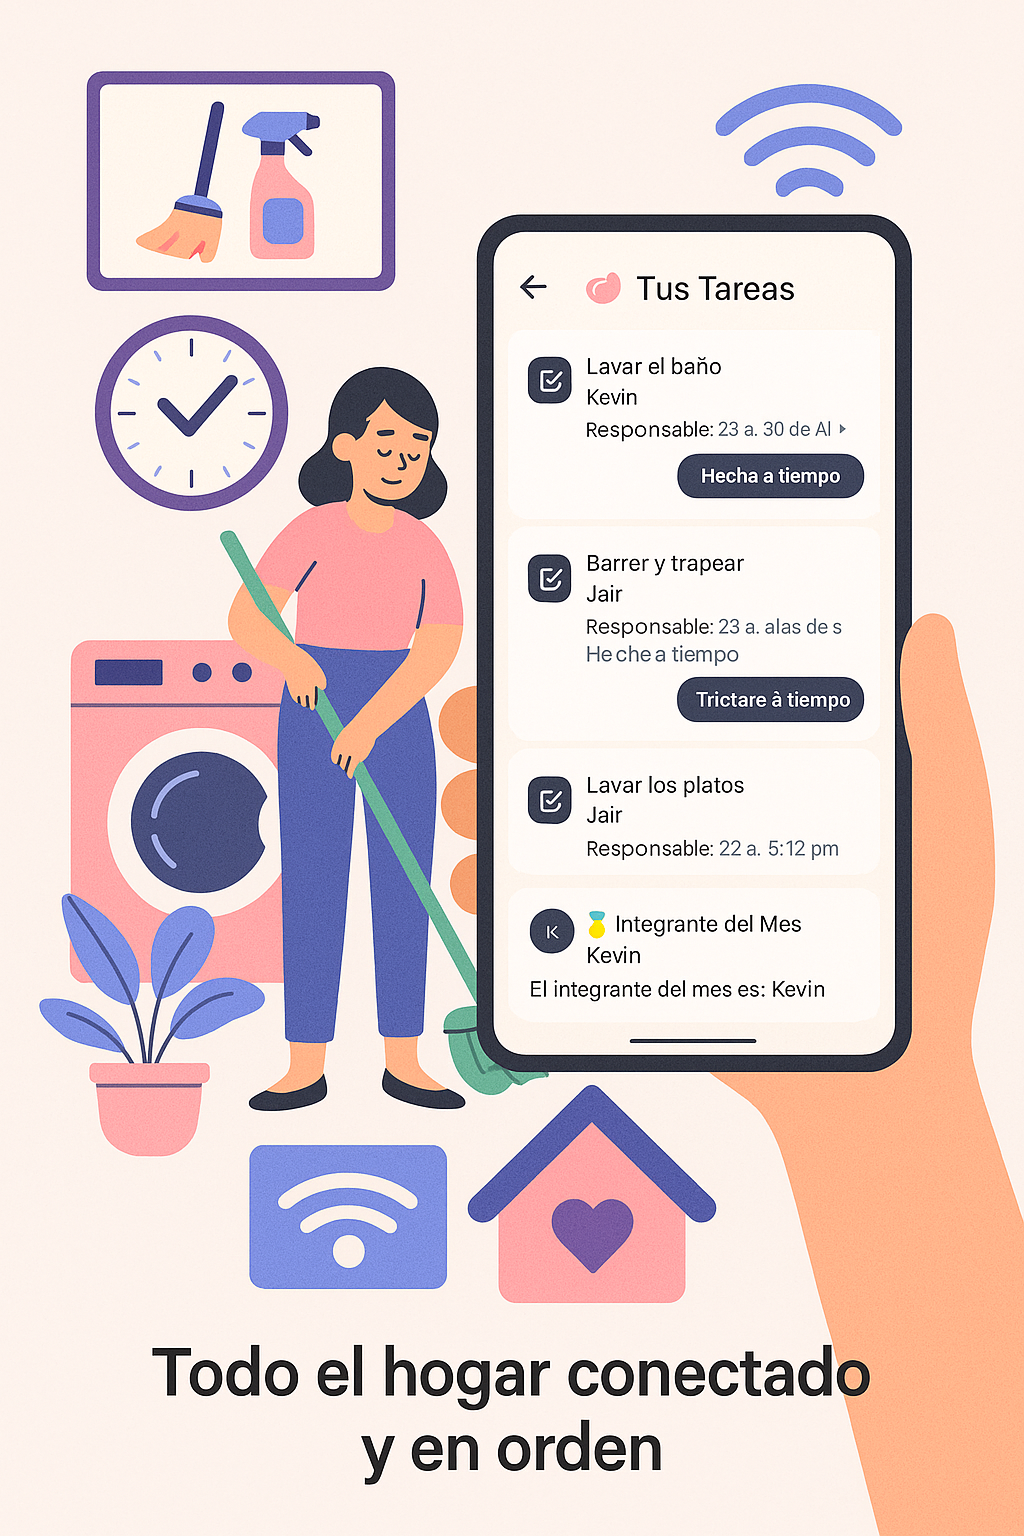 Tus Tareas
Lavar el baño
Kevin
Responsable: 23 a. 30 de Al
Hecha a tiempo
Barrer y trapear
Jair
Responsable: 23 a. alas de s
He che a tiempo
Trictare à tiempo
Lavar los platos
Jair
Responsable: 22 a. 5:12 pm
K
Integrante del Mes
Kevin
El integrante del mes es: Kevin
Todo el hogar conectado
y en orden